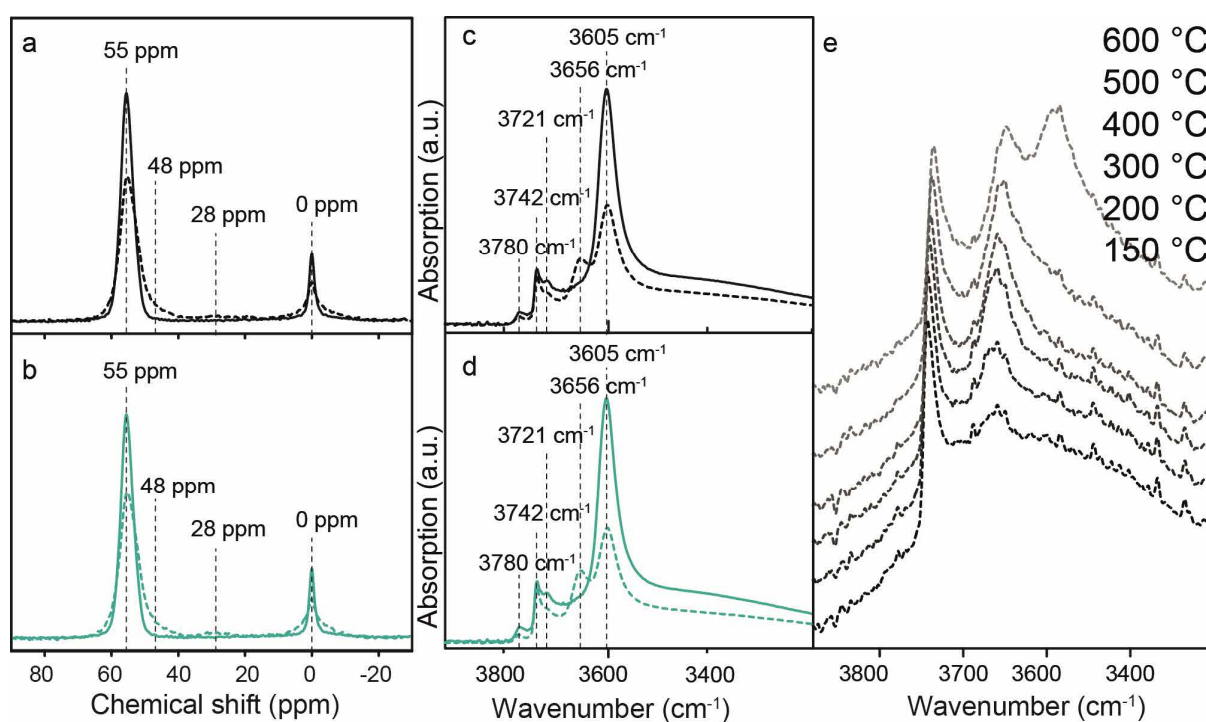 a
55 ppm
48 ppm
28 ppm
0 ppm
b
55 ppm
48 ppm
28 ppm
0 ppm
80 60 40 20 0 -20
Chemical shift (ppm)
c
3605 cm⁻¹
3656 cm⁻¹
3721 cm⁻¹
3742 cm⁻¹
3780 cm⁻¹
Absorption (a.u.)
d
3605 cm⁻¹
3656 cm⁻¹
3721 cm⁻¹
3742 cm⁻¹
3780 cm⁻¹
Absorption (a.u.)
3800 3600 3400
Wavenumber (cm⁻¹)
e
600 °C
500 °C
400 °C
300 °C
200 °C
150 °C
3800 3700 3600 3500 3400
Wavenumber (cm⁻¹)